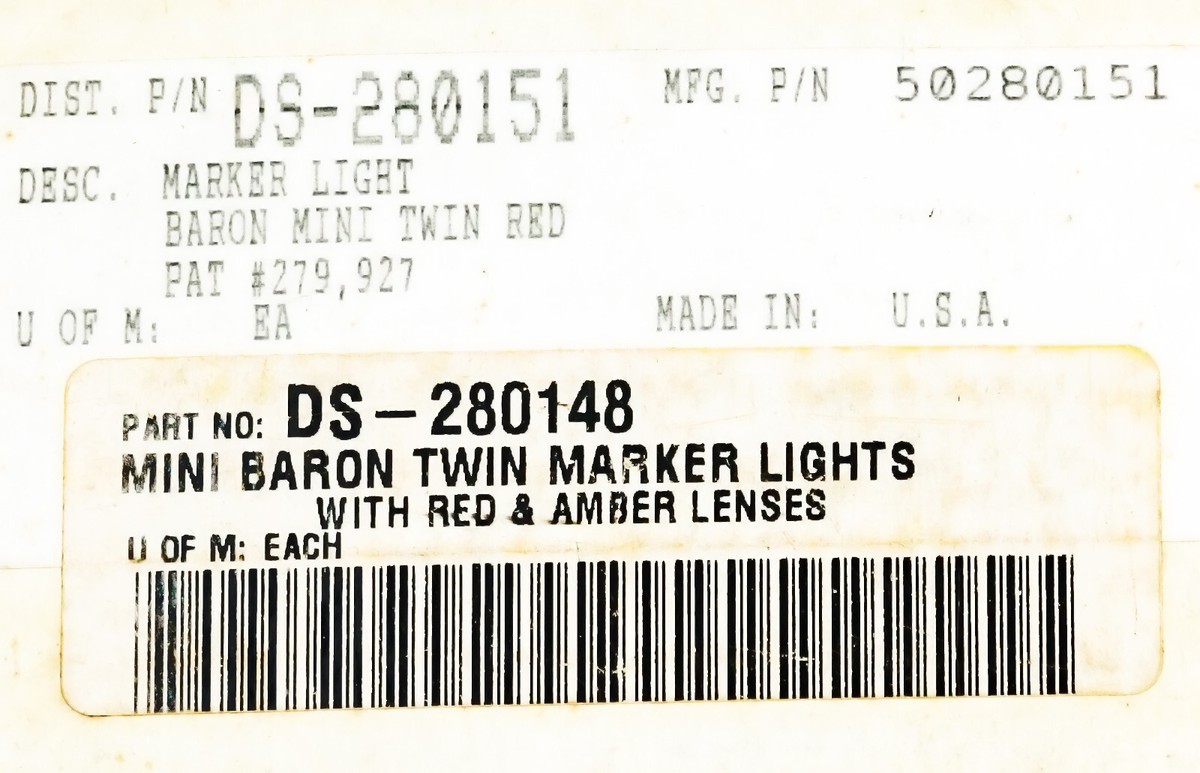 DIST. P/N DS-280151 MFG. P/N 50280151
DESC. MARKER LIGHT
BARON MINI TWIN RED
PAT #279,927
U OF M: EA MADE IN: U.S.A.
PART NO: DS-280148
MINI BARON TWIN MARKER LIGHTS
WITH RED & AMBER LENSES
U OF M: EACH